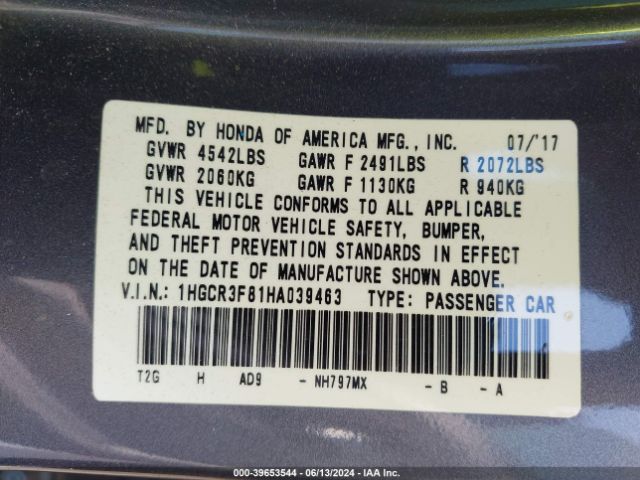 MFD. BY HONDA OF AMERICA MFG., INC. 07/'17
GVWR 4542LBS GAWR F 2491LBS R 2072LBS
GVWR 2060KG GAWR F 1130KG R 940KG
THIS VEHICLE CONFORMS TO ALL APPLICABLE
FEDERAL MOTOR VEHICLE SAFETY, BUMPER,
AND THEFT PREVENTION STANDARDS IN EFFECT
ON THE DATE OF MANUFACTURE SHOWN ABOVE.
V.I.N.: 1HGCR3F81HA039463 TYPE: PASSENGER CAR
T2G H AD9 - NH797MX - B - A
000-39653544 - 06/13/2024 - IAA Inc.